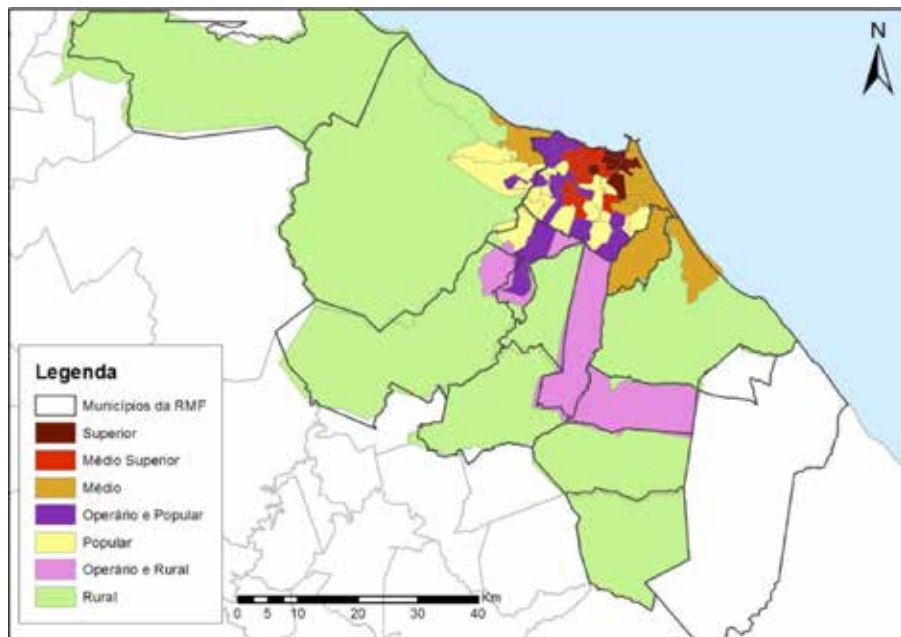 N
Legenda
Municípios da RMF
Superior
Médio Superior
Médio
Operário e Popular
Popular
Operário e Rural
Rural
Km
0 5 10 20 30 40